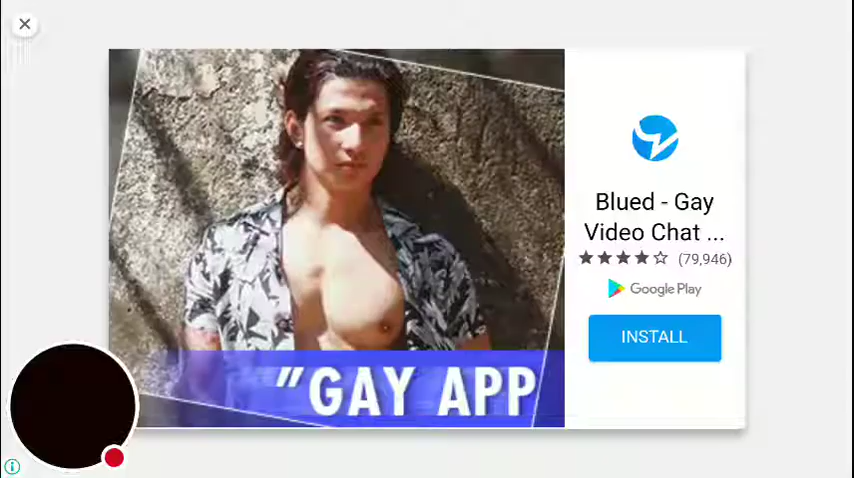 Blued - Gay
Video Chat ...
(79,946)
Google Play
INSTALL
"GAY APP